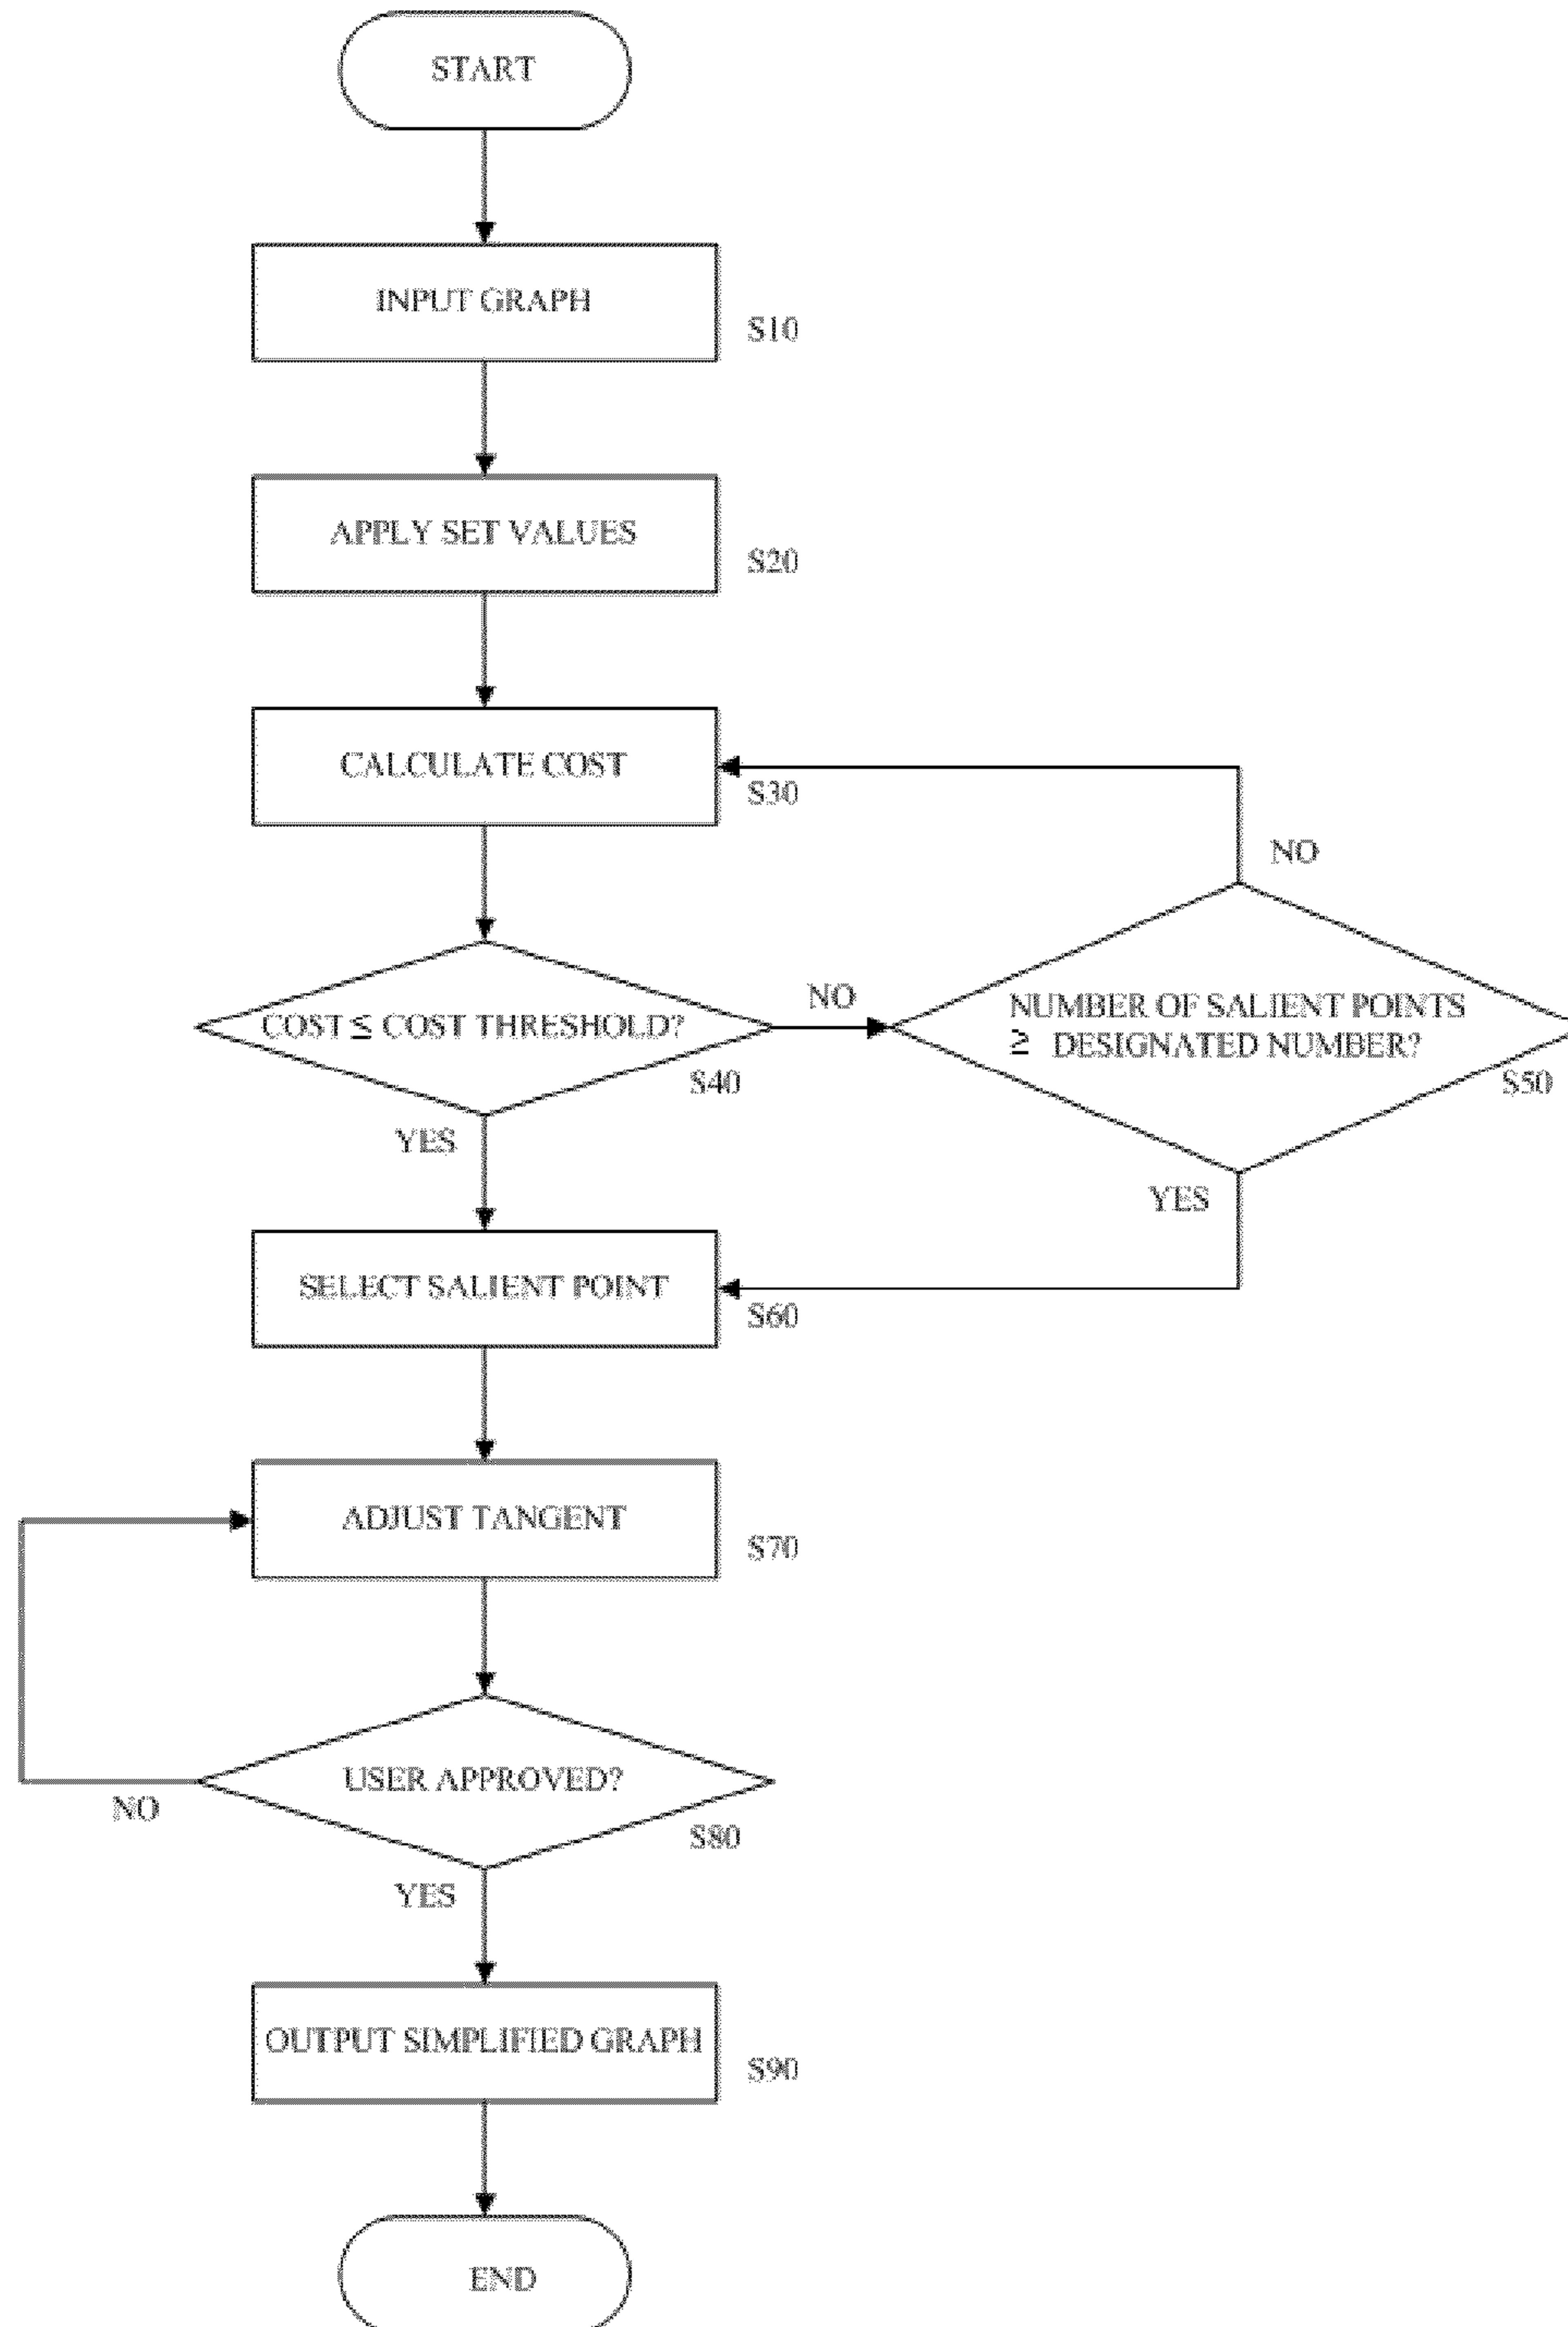 START
INPUT GRAPH
S10
APPLY SET VALUES
S20
CALCULATE COST
S30
NO
COST ≤ COST THRESHOLD?
S40
NO
NUMBER OF SALIENT POINTS
≥ DESIGNATED NUMBER?
S50
YES
YES
SELECT SALIENT POINT
S60
ADJUST TANGENT
S70
USER APPROVED?
S80
NO
YES
OUTPUT SIMPLIFIED GRAPH
S90
END